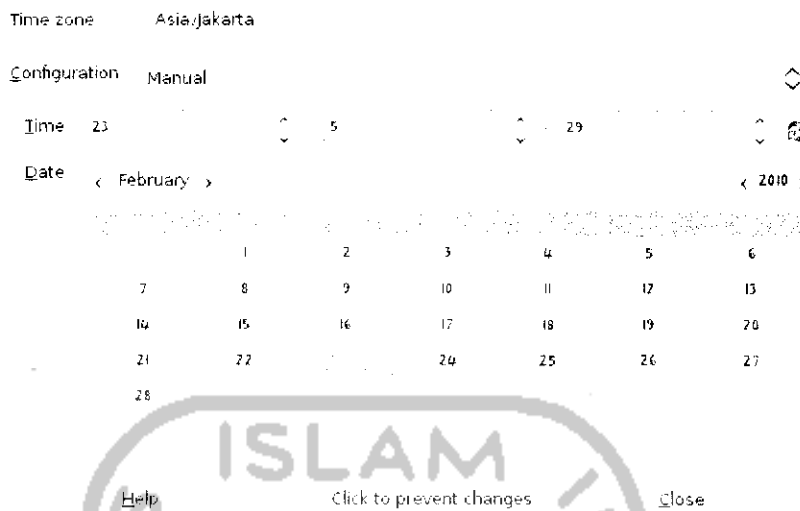 Time zone Asia/Jakarta
Configuration Manual
Time 23 5 29
Date ‹ February › ‹ 2010
1 2 3 4 5 6
7 8 9 10 11 12 13
14 15 16 17 18 19 20
21 22 24 25 26 27
28
ISLAM
Help Click to prevent changes Close